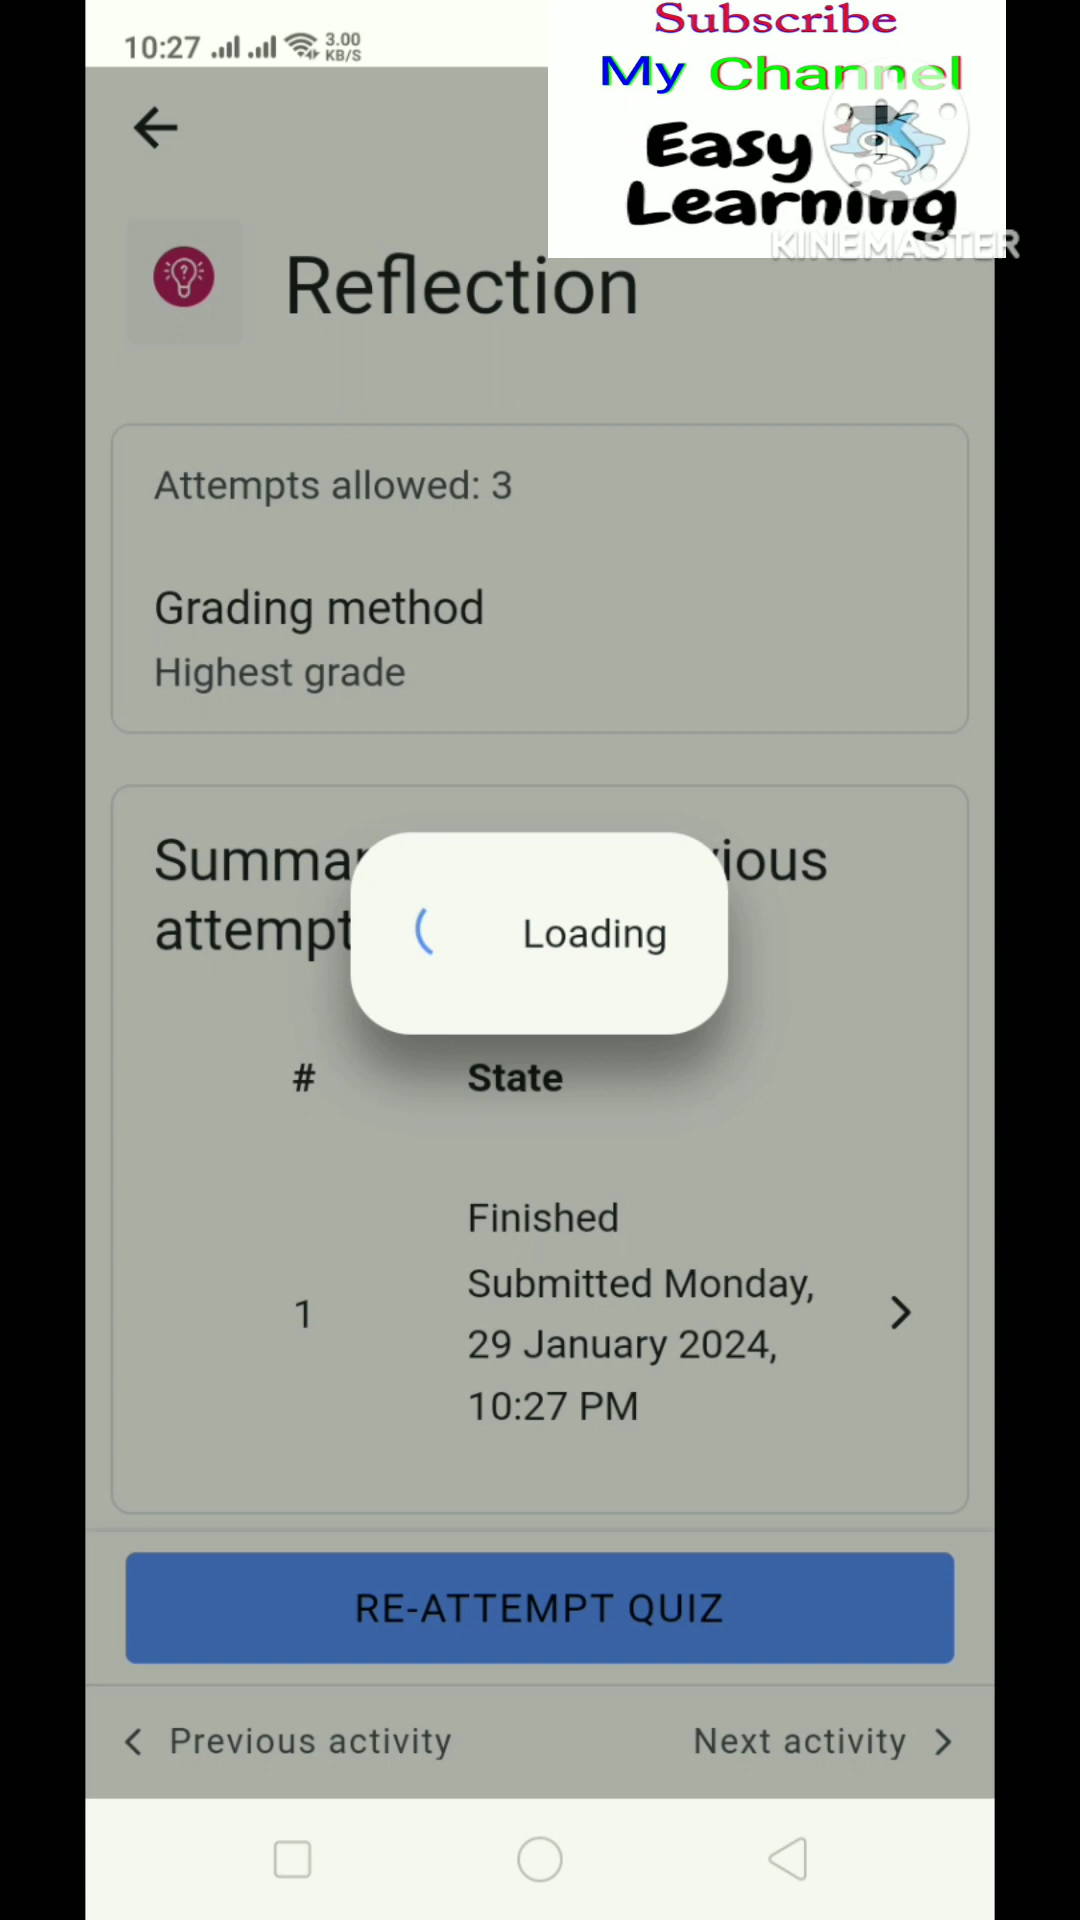 Subscribe
My Channel
Easy
Learning
KINEMASTER
10:27 3.00
KB/S
Reflection
Attempts allowed: 3
Grading method
Highest grade
attempt
Loading
# State
Finished
1 Submitted Monday,
29 January 2024,
10:27 PM
RE-ATTEMPT QUIZ
Previous activity Next activity